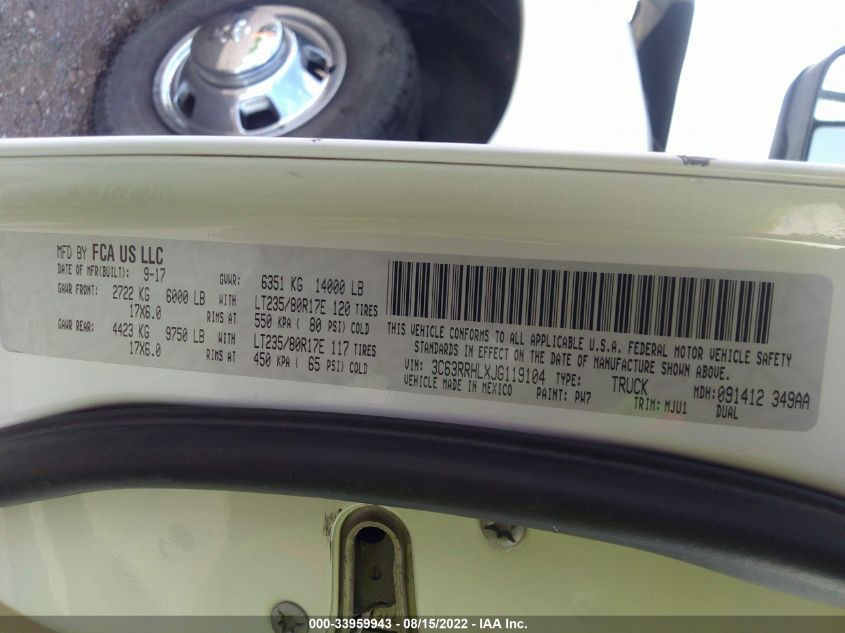 MFD BY FCA US LLC
DATE OF MFR(BUILT): 9-17 GVWR: 6351 KG 14000 LB
GAWR FRONT: 2722 KG 6000 LB WITH LT235/80R17E 120 TIRES
17X6.0 RIMS AT 550 KPA ( 80 PSI) COLD
GAWR REAR: 4423 KG 9750 LB WITH LT235/80R17E 117 TIRES
17X6.0 RIMS AT 450 KPA ( 65 PSI) COLD
THIS VEHICLE CONFORMS TO ALL APPLICABLE U.S.A. FEDERAL MOTOR VEHICLE SAFETY
STANDARDS IN EFFECT ON THE DATE OF MANUFACTURE SHOWN ABOVE.
VIN: 3C63RRHLXJG119104 TYPE: TRUCK MDH: 091412 349AA
VEHICLE MADE IN MEXICO PAINT: PW7 TRIM: MJU1 DUAL
000-33959943 - 08/15/2022 - IAA Inc.